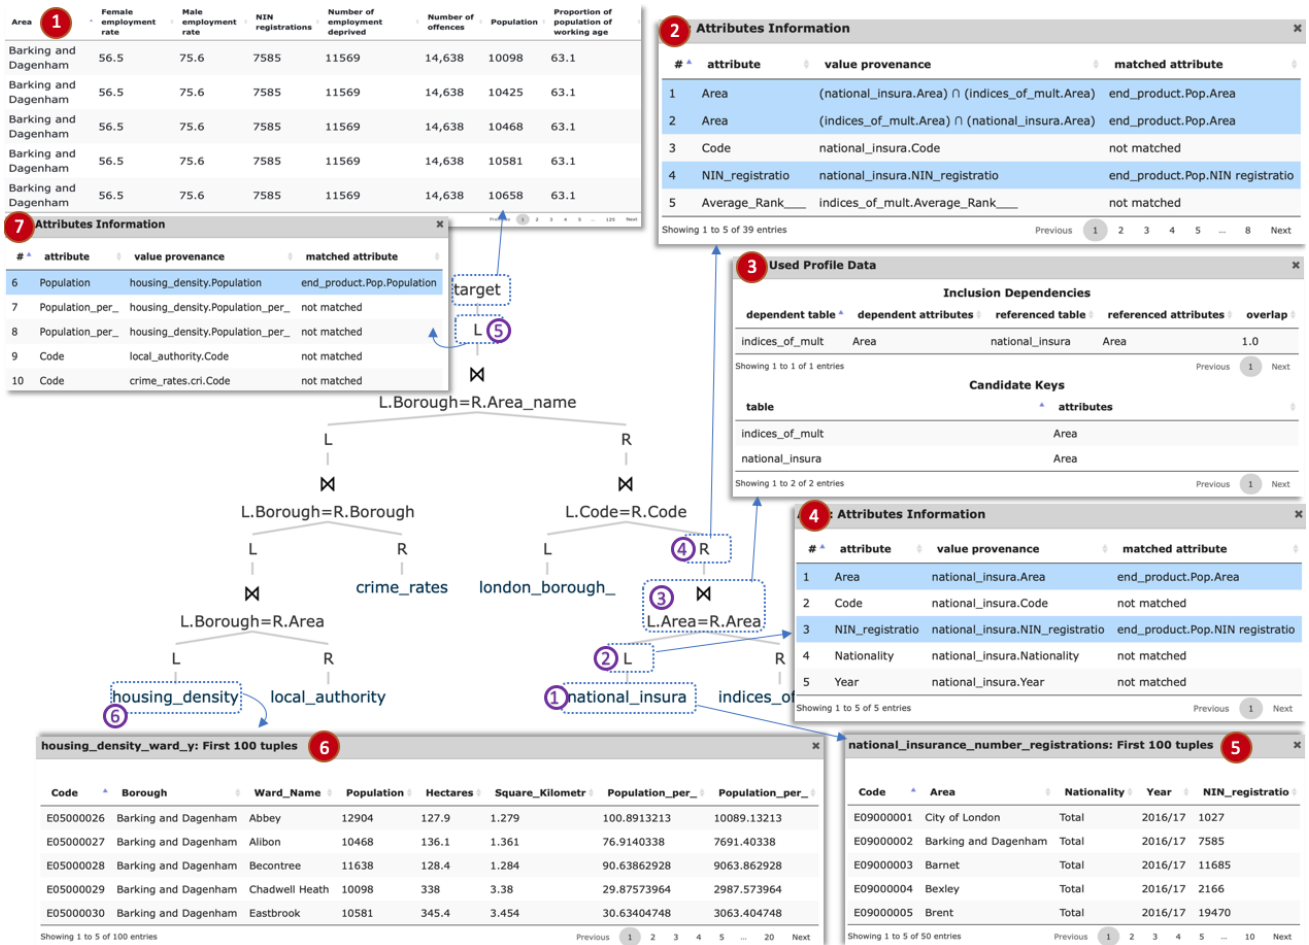 Area 1 Female employment rate Male employment rate NIN registrations Number of employment deprived Number of offences Population Proportion of population of working age
Barking and Dagenham 56.5 75.6 7585 11569 14,638 10098 63.1
Barking and Dagenham 56.5 75.6 7585 11569 14,638 10425 63.1
Barking and Dagenham 56.5 75.6 7585 11569 14,638 10468 63.1
Barking and Dagenham 56.5 75.6 7585 11569 14,638 10581 63.1
Barking and Dagenham 56.5 75.6 7585 11569 14,638 10658 63.1
1 2 3 4 5 ... 125 Next
2 Attributes Information ×
# attribute value provenance matched attribute
1 Area (national_insura.Area) ∩ (indices_of_mult.Area) end_product.Pop.Area
2 Area (indices_of_mult.Area) ∩ (national_insura.Area) end_product.Pop.Area
3 Code national_insura.Code not matched
4 NIN_registratio national_insura.NIN_registratio end_product.Pop.NIN registratio
5 Average_Rank___ indices_of_mult.Average_Rank___ not matched
Showing 1 to 5 of 39 entries Previous 1 2 3 4 5 ... 8 Next
7 Attributes Information ×
# attribute value provenance matched attribute
6 Population housing_density.Population end_product.Pop.Population
7 Population_per_ housing_density.Population_per_ not matched
8 Population_per_ housing_density.Population_per_ not matched
9 Code local_authority.Code not matched
10 Code crime_rates.cri.Code not matched
3 Used Profile Data ×
Inclusion Dependencies
dependent table dependent attributes referenced table referenced attributes overlap
indices_of_mult Area national_insura Area 1.0
Showing 1 to 1 of 1 entries Previous 1 Next
Candidate Keys
table attributes
indices_of_mult Area
national_insura Area
Showing 1 to 2 of 2 entries Previous 1 Next
target
L 5
⋈
L.Borough=R.Area_name
L R
⋈ ⋈
L.Borough=R.Borough L.Code=R.Code
L R L 4 R
⋈ crime_rates london_borough_ 3 ⋈
L.Borough=R.Area L.Area=R.Area
L R 2 L R
housing_density local_authority 1 national_insura indices_of
6
4 : Attributes Information ×
# attribute value provenance matched attribute
1 Area national_insura.Area end_product.Pop.Area
2 Code national_insura.Code not matched
3 NIN_registratio national_insura.NIN_registratio end_product.Pop.NIN registratio
4 Nationality national_insura.Nationality not matched
5 Year national_insura.Year not matched
Showing 1 to 5 of 5 entries Previous 1 Next
housing_density_ward_y: First 100 tuples 6 ×
Code Borough Ward_Name Population Hectares Square_Kilometr Population_per_ Population_per_
E05000026 Barking and Dagenham Abbey 12904 127.9 1.279 100.8913213 10089.13213
E05000027 Barking and Dagenham Alibon 10468 136.1 1.361 76.9140338 7691.40338
E05000028 Barking and Dagenham Becontree 11638 128.4 1.284 90.63862928 9063.862928
E05000029 Barking and Dagenham Chadwell Heath 10098 338 3.38 29.87573964 2987.573964
E05000030 Barking and Dagenham Eastbrook 10581 345.4 3.454 30.63404748 3063.404748
Showing 1 to 5 of 100 entries Previous 1 2 3 4 5 ... 20 Next
national_insurance_number_registrations: First 100 tuples 5 ×
Code Area Nationality Year NIN_registratio
E09000001 City of London Total 2016/17 1027
E09000002 Barking and Dagenham Total 2016/17 7585
E09000003 Barnet Total 2016/17 11685
E09000004 Bexley Total 2016/17 2166
E09000005 Brent Total 2016/17 19470
Showing 1 to 5 of 50 entries Previous 1 2 3 4 5 ... 10 Next